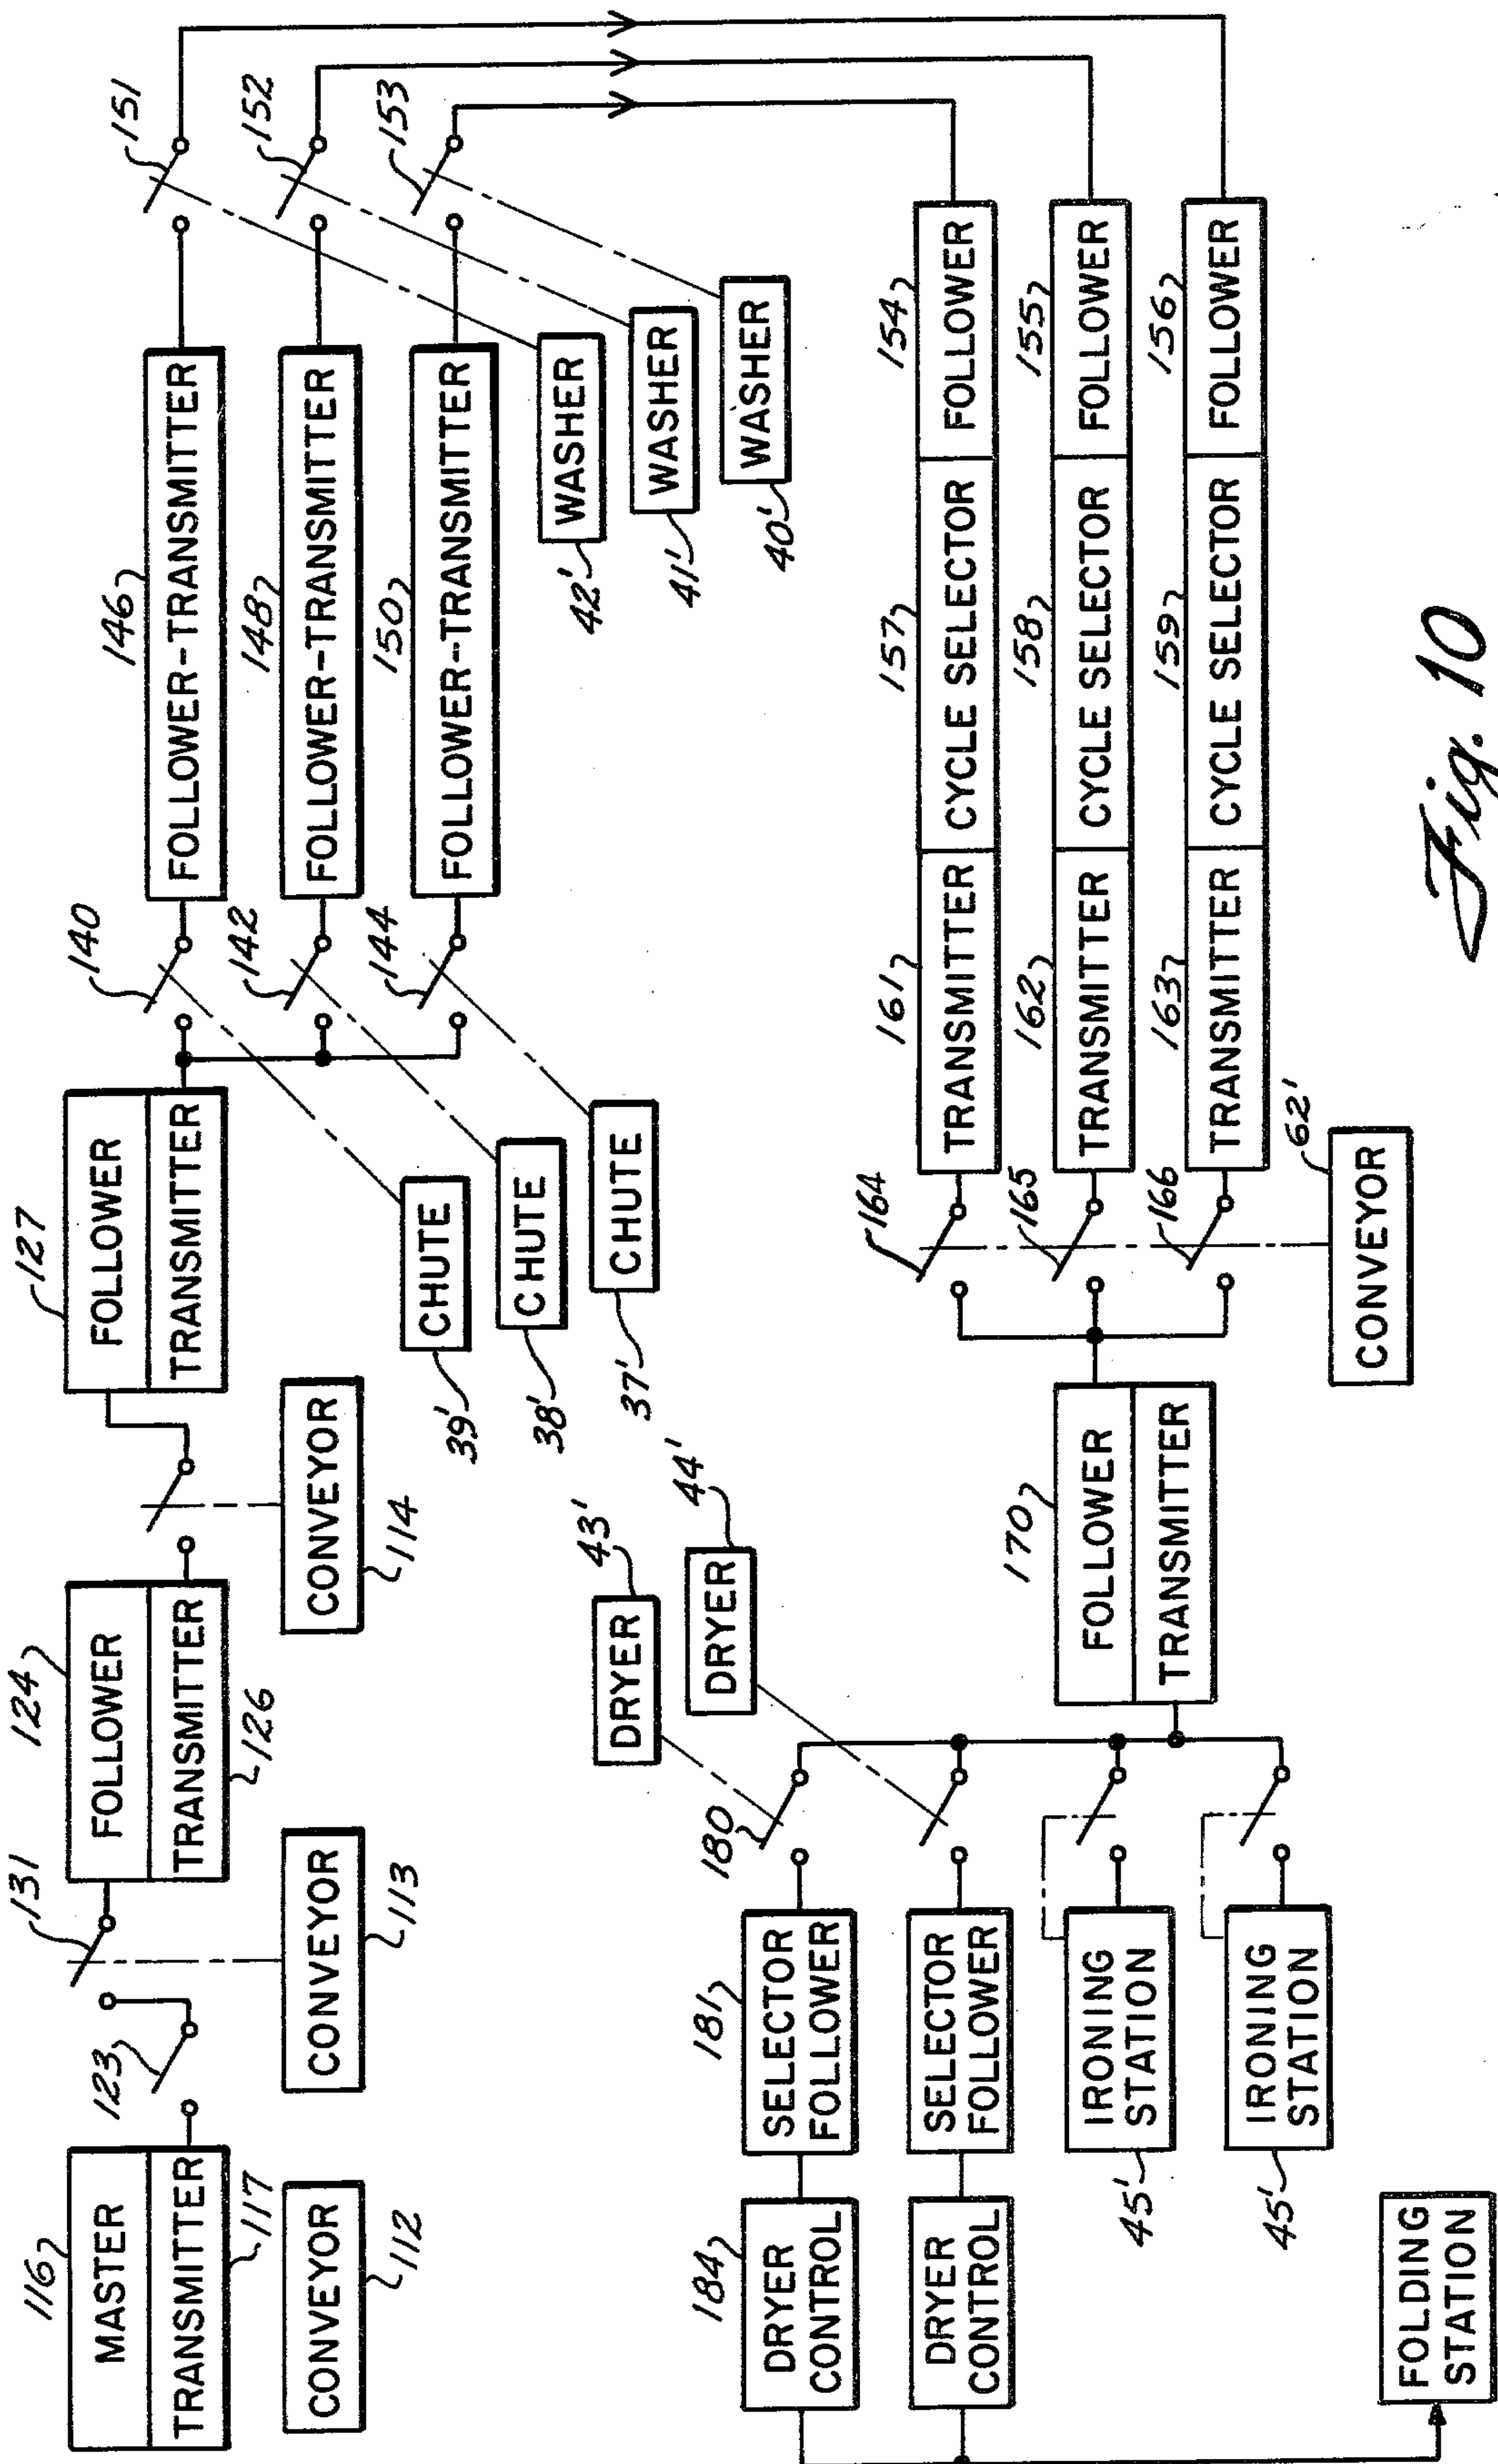 116
MASTER
TRANSMITTER
117
CONVEYOR
112
123
131
CONVEYOR
113
124
FOLLOWER
TRANSMITTER
126
CONVEYOR
114
127
FOLLOWER
TRANSMITTER
CHUTE
39'
CHUTE
38'
CHUTE
37'
140
142
144
146
FOLLOWER-TRANSMITTER
148
FOLLOWER-TRANSMITTER
150
FOLLOWER-TRANSMITTER
WASHER
42'
WASHER
41'
WASHER
40'
151
152
153
184
DRYER
CONTROL
DRYER
CONTROL
FOLDING
STATION
181
SELECTOR
FOLLOWER
SELECTOR
FOLLOWER
IRONING
STATION
45'
IRONING
STATION
45'
180
DRYER
43'
DRYER
44'
170
FOLLOWER
TRANSMITTER
164
165
166
CONVEYOR
62'
161
TRANSMITTER
157
CYCLE SELECTOR
154
FOLLOWER
162
TRANSMITTER
158
CYCLE SELECTOR
155
FOLLOWER
163
TRANSMITTER
159
CYCLE SELECTOR
156
FOLLOWER
Fig. 10